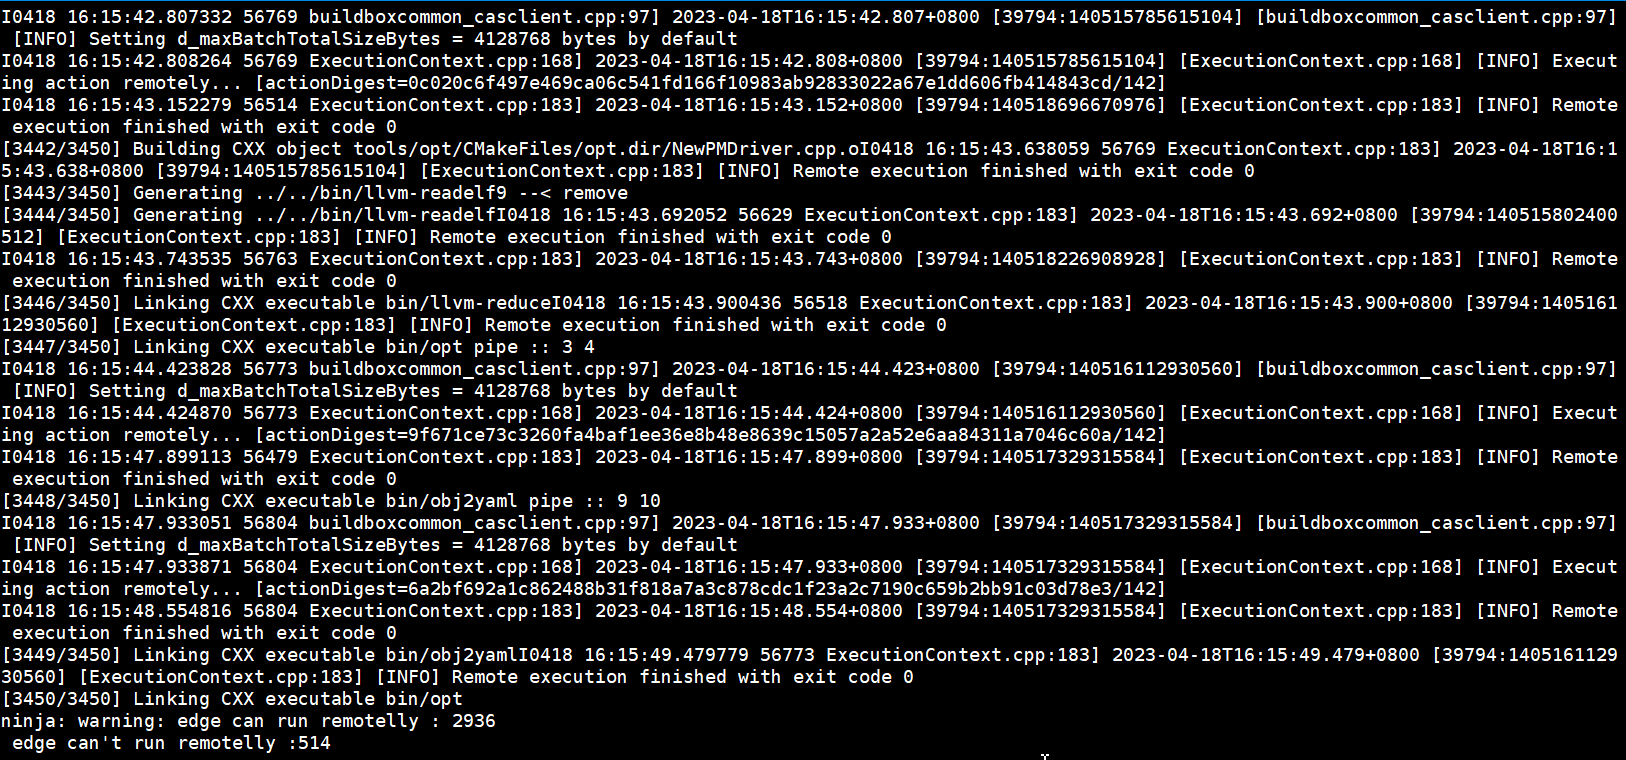 I0418 16:15:42.807332 56769 buildboxcommon_casclient.cpp:97] 2023-04-18T16:15:42.807+0800 [39794:140515785615104] [buildboxcommon_casclient.cpp:97]
 [INFO] Setting d_maxBatchTotalSizeBytes = 4128768 bytes by default
I0418 16:15:42.808264 56769 ExecutionContext.cpp:168] 2023-04-18T16:15:42.808+0800 [39794:140515785615104] [ExecutionContext.cpp:168] [INFO] Execut
ing action remotely... [actionDigest=0c020c6f497e469ca06c541fd166f10983ab92833022a67e1dd606fb414843cd/142]
I0418 16:15:43.152279 56514 ExecutionContext.cpp:183] 2023-04-18T16:15:43.152+0800 [39794:140518696670976] [ExecutionContext.cpp:183] [INFO] Remote
 execution finished with exit code 0
[3442/3450] Building CXX object tools/opt/CMakeFiles/opt.dir/NewPMDriver.cpp.oI0418 16:15:43.638059 56769 ExecutionContext.cpp:183] 2023-04-18T16:1
5:43.638+0800 [39794:140515785615104] [ExecutionContext.cpp:183] [INFO] Remote execution finished with exit code 0
[3443/3450] Generating ../../bin/llvm-readelf9 --< remove
[3444/3450] Generating ../../bin/llvm-readelfI0418 16:15:43.692052 56629 ExecutionContext.cpp:183] 2023-04-18T16:15:43.692+0800 [39794:140515802400
512] [ExecutionContext.cpp:183] [INFO] Remote execution finished with exit code 0
I0418 16:15:43.743535 56763 ExecutionContext.cpp:183] 2023-04-18T16:15:43.743+0800 [39794:140518226908928] [ExecutionContext.cpp:183] [INFO] Remote
 execution finished with exit code 0
[3446/3450] Linking CXX executable bin/llvm-reduceI0418 16:15:43.900436 56518 ExecutionContext.cpp:183] 2023-04-18T16:15:43.900+0800 [39794:1405161
12930560] [ExecutionContext.cpp:183] [INFO] Remote execution finished with exit code 0
[3447/3450] Linking CXX executable bin/opt pipe :: 3 4
I0418 16:15:44.423828 56773 buildboxcommon_casclient.cpp:97] 2023-04-18T16:15:44.423+0800 [39794:140516112930560] [buildboxcommon_casclient.cpp:97]
 [INFO] Setting d_maxBatchTotalSizeBytes = 4128768 bytes by default
I0418 16:15:44.424870 56773 ExecutionContext.cpp:168] 2023-04-18T16:15:44.424+0800 [39794:140516112930560] [ExecutionContext.cpp:168] [INFO] Execut
ing action remotely... [actionDigest=9f671ce73c3260fa4baf1ee36e8b48e8639c15057a2a52e6aa84311a7046c60a/142]
I0418 16:15:47.899113 56479 ExecutionContext.cpp:183] 2023-04-18T16:15:47.899+0800 [39794:140517329315584] [ExecutionContext.cpp:183] [INFO] Remote
 execution finished with exit code 0
[3448/3450] Linking CXX executable bin/obj2yaml pipe :: 9 10
I0418 16:15:47.933051 56804 buildboxcommon_casclient.cpp:97] 2023-04-18T16:15:47.933+0800 [39794:140517329315584] [buildboxcommon_casclient.cpp:97]
 [INFO] Setting d_maxBatchTotalSizeBytes = 4128768 bytes by default
I0418 16:15:47.933871 56804 ExecutionContext.cpp:168] 2023-04-18T16:15:47.933+0800 [39794:140517329315584] [ExecutionContext.cpp:168] [INFO] Execut
ing action remotely... [actionDigest=6a2bf692a1c862488b31f818a7a3c878cdc1f23a2c7190c659b2bb91c03d78e3/142]
I0418 16:15:48.554816 56804 ExecutionContext.cpp:183] 2023-04-18T16:15:48.554+0800 [39794:140517329315584] [ExecutionContext.cpp:183] [INFO] Remote
 execution finished with exit code 0
[3449/3450] Linking CXX executable bin/obj2yamlI0418 16:15:49.479779 56773 ExecutionContext.cpp:183] 2023-04-18T16:15:49.479+0800 [39794:1405161129
30560] [ExecutionContext.cpp:183] [INFO] Remote execution finished with exit code 0
[3450/3450] Linking CXX executable bin/opt
ninja: warning: edge can run remotelly : 2936
 edge can't run remotelly :514